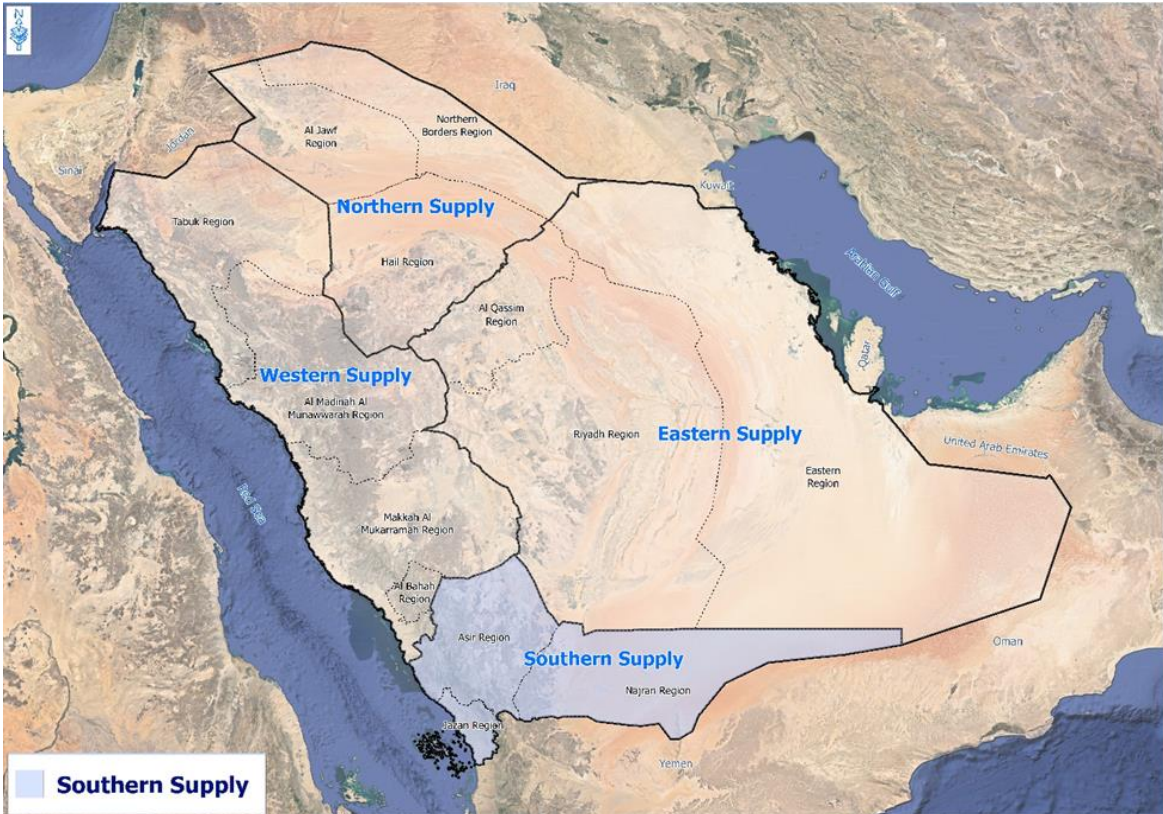 N
Iraq
Northern
Borders Region
Al Jawf
Region
Jordan
Sinai
Kuwait
Northern Supply
Tabuk Region
Hail Region
Arabian Gulf
Al Qassim
Region
Qatar
Western Supply
Al Madinah Al
Munawwarah Region
Riyadh Region
Eastern Supply
United Arab Emirates
Eastern
Region
Red Sea
Makkah Al
Mukarramah Region
Al Bahah
Region
Asir Region
Oman
Southern Supply
Najran Region
Jazan Region
Yemen
Southern Supply